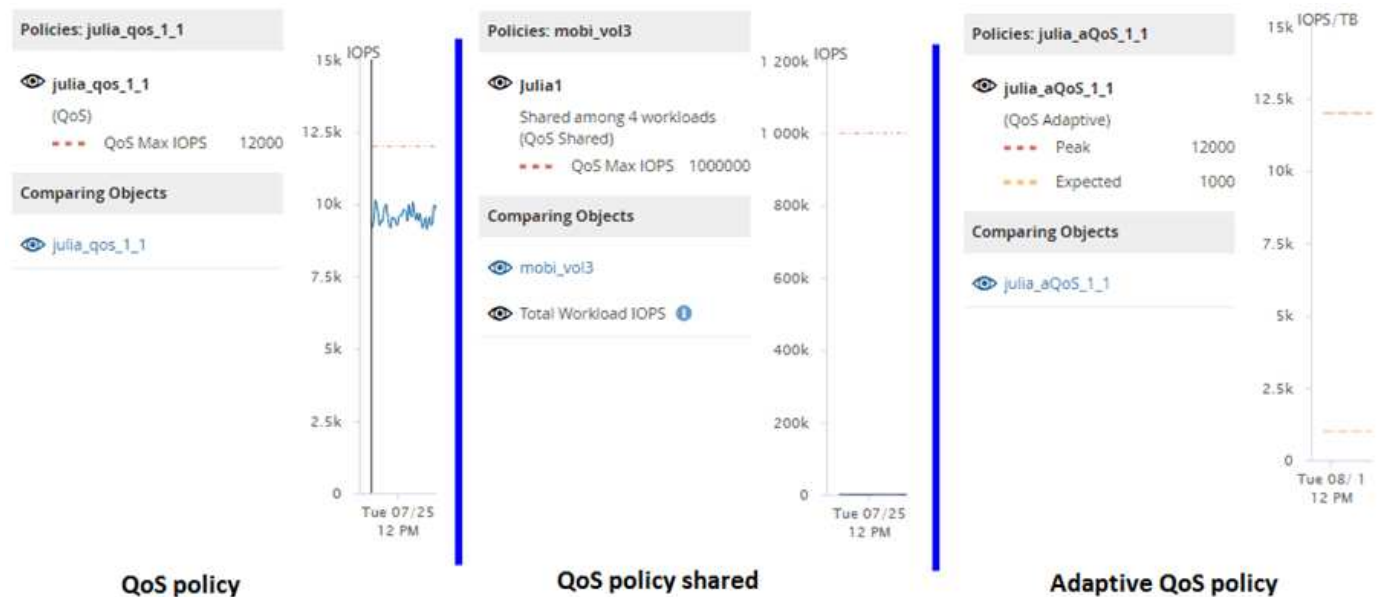 Policies: julia_qos_1_1
julia_qos_1_1
(QoS)
QoS Max IOPS 12000
Comparing Objects
julia_qos_1_1
IOPS
15k
12.5k
10k
7.5k
5k
2.5k
0
Tue 07/25
12 PM
QoS policy
Policies: mobi_vol3
Julia1
Shared among 4 workloads
(QoS Shared)
QoS Max IOPS 1000000
Comparing Objects
mobi_vol3
Total Workload IOPS
IOPS
1 200k
1 000k
800k
600k
400k
200k
0
Tue 07/25
12 PM
QoS policy shared
Policies: julia_aQoS_1_1
julia_aQoS_1_1
(QoS Adaptive)
Peak 12000
Expected 1000
Comparing Objects
julia_aQoS_1_1
IOPS/TB
15k
12.5k
10k
7.5k
5k
2.5k
0
Tue 08/ 1
12 PM
Adaptive QoS policy